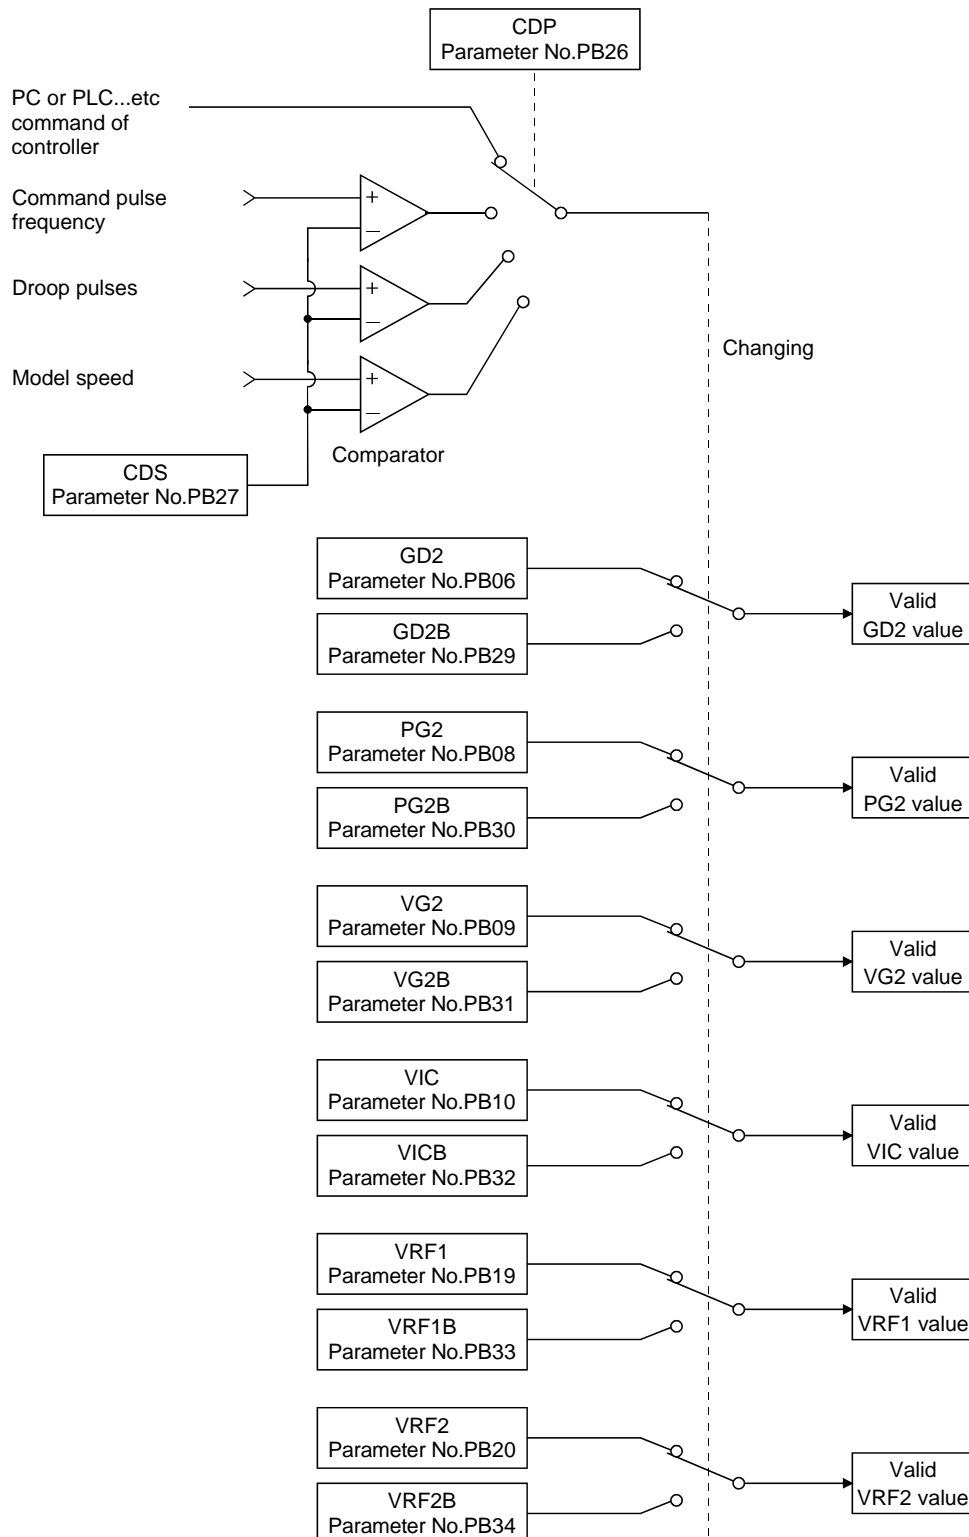 CDP
Parameter No.PB26
PC or PLC...etc
command of
controller
Command pulse
frequency
+
−
Droop pulses
+
−
Changing
Model speed
+
−
Comparator
CDS
Parameter No.PB27
GD2
Parameter No.PB06
GD2B
Parameter No.PB29
Valid
GD2 value
PG2
Parameter No.PB08
PG2B
Parameter No.PB30
Valid
PG2 value
VG2
Parameter No.PB09
VG2B
Parameter No.PB31
Valid
VG2 value
VIC
Parameter No.PB10
VICB
Parameter No.PB32
Valid
VIC value
VRF1
Parameter No.PB19
VRF1B
Parameter No.PB33
Valid
VRF1 value
VRF2
Parameter No.PB20
VRF2B
Parameter No.PB34
Valid
VRF2 value